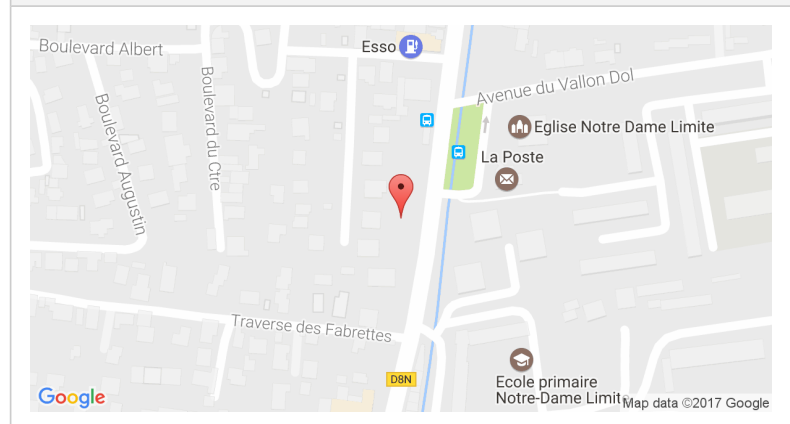 Boulevard Albert
Esso
Avenue du Vallon Dol
Boulevard du Ctre
Boulevard Augustin
Eglise Notre Dame Limite
La Poste
Traverse des Fabrettes
D8N
Ecole primaire
Notre-Dame Limit
Google
Map data ©2017 Google